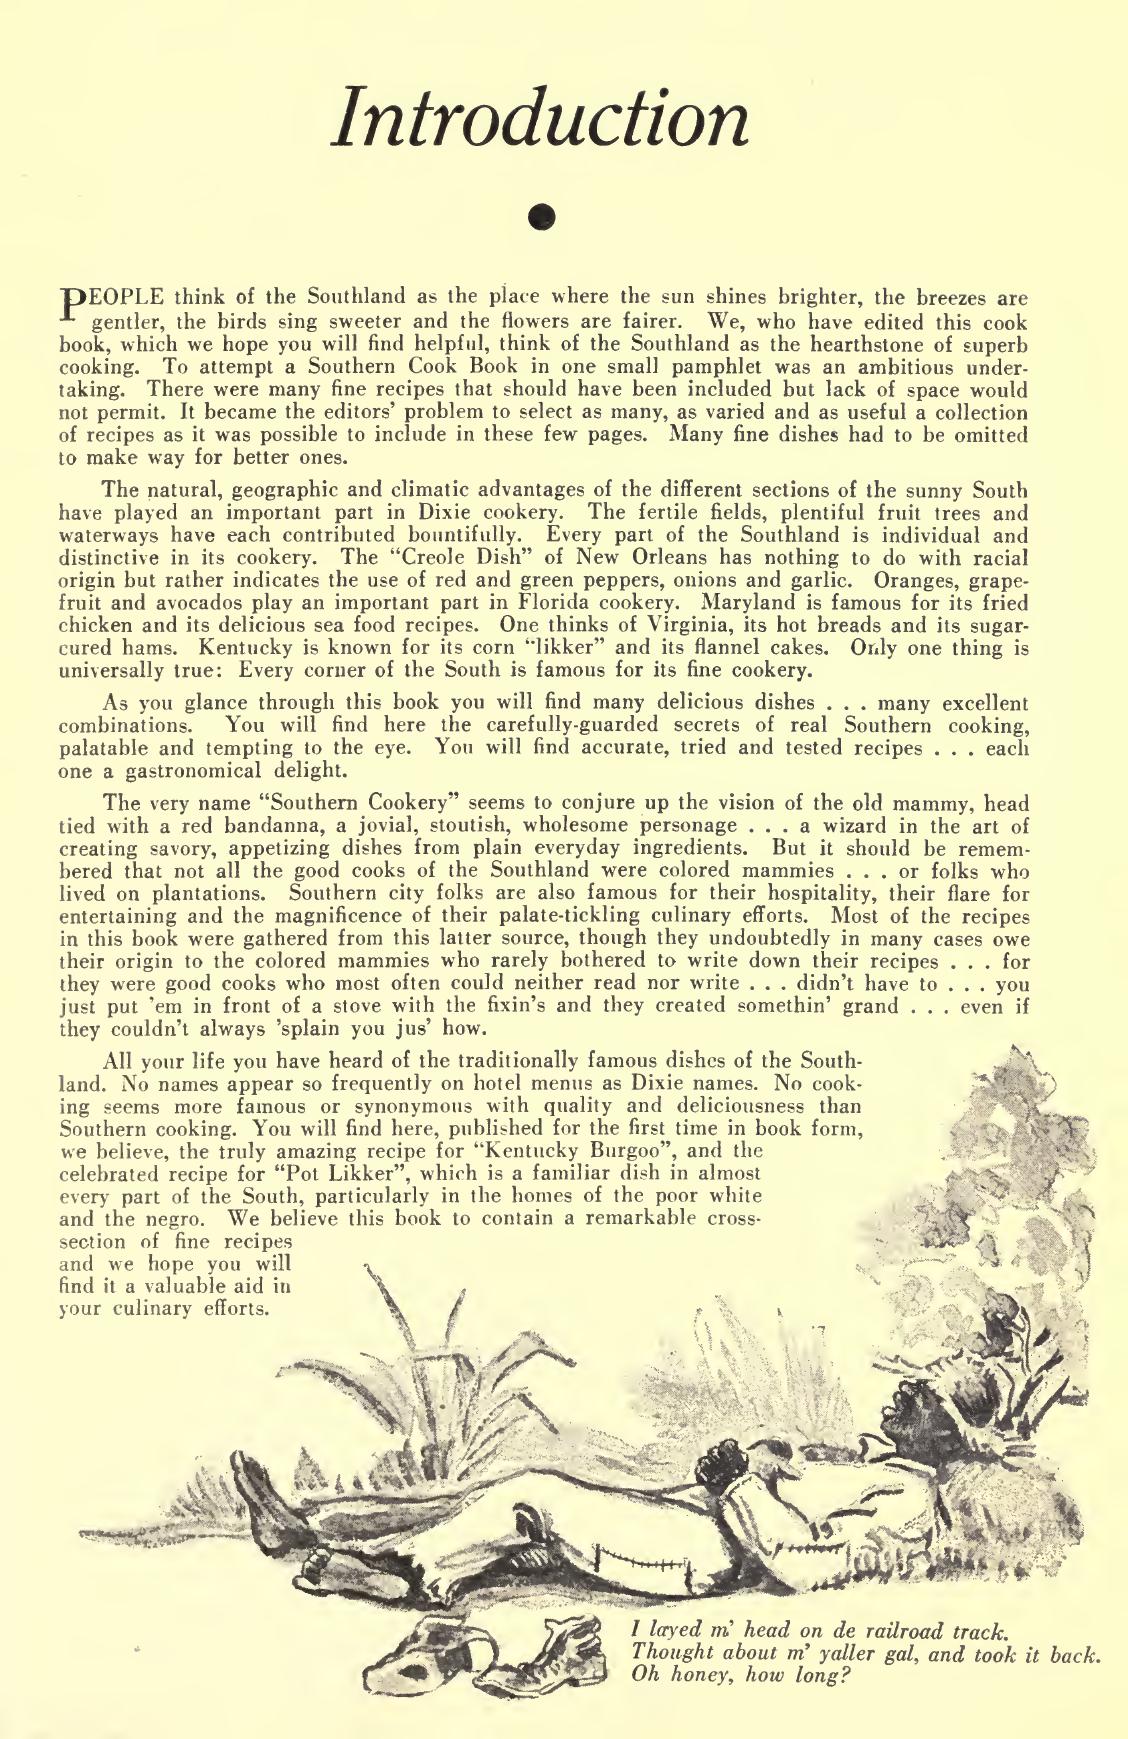 Introduction
PEOPLE think of the Southland as the place where the sun shines brighter, the breezes are
gentler, the birds sing sweeter and the flowers are fairer. We, who have edited this cook
book, which we hope you will find helpful, think of the Southland as the hearthstone of superb
cooking. To attempt a Southern Cook Book in one small pamphlet was an ambitious under-
taking. There were many fine recipes that should have been included but lack of space would
not permit. It became the editors' problem to select as many, as varied and as useful a collection
of recipes as it was possible to include in these few pages. Many fine dishes had to be omitted
to make way for better ones.
The natural, geographic and climatic advantages of the different sections of the sunny South
have played an important part in Dixie cookery. The fertile fields, plentiful fruit trees and
waterways have each contributed bountifully. Every part of the Southland is individual and
distinctive in its cookery. The "Creole Dish" of New Orleans has nothing to do with racial
origin but rather indicates the use of red and green peppers, onions and garlic. Oranges, grape-
fruit and avocados play an important part in Florida cookery. Maryland is famous for its fried
chicken and its delicious sea food recipes. One thinks of Virginia, its hot breads and its sugar-
cured hams. Kentucky is known for its corn "likker" and its flannel cakes. Only one thing is
universally true: Every corner of the South is famous for its fine cookery.
As you glance through this book you will find many delicious dishes . . . many excellent
combinations. You will find here the carefully-guarded secrets of real Southern cooking,
palatable and tempting to the eye. You will find accurate, tried and tested recipes . . . each
one a gastronomical delight.
The very name "Southern Cookery" seems to conjure up the vision of the old mammy, head
tied with a red bandanna, a jovial, stoutish, wholesome personage . . . a wizard in the art of
creating savory, appetizing dishes from plain everyday ingredients. But it should be remem-
bered that not all the good cooks of the Southland were colored mammies . . . or folks who
lived on plantations. Southern city folks are also famous for their hospitality, their flare for
entertaining and the magnificence of their palate-tickling culinary efforts. Most of the recipes
in this book were gathered from this latter source, though they undoubtedly in many cases owe
their origin to the colored mammies who rarely bothered to write down their recipes . . . for
they were good cooks who most often could neither read nor write . . . didn't have to . . . you
just put 'em in front of a stove with the fixin's and they created somethin' grand . . . even if
they couldn't always 'splain you jus' how.
All your life you have heard of the traditionally famous dishes of the South-
land. No names appear so frequently on hotel menus as Dixie names. No cook-
ing seems more famous or synonymous with quality and deliciousness than
Southern cooking. You will find here, published for the first time in book form,
we believe, the truly amazing recipe for "Kentucky Burgoo", and the
celebrated recipe for "Pot Likker", which is a familiar dish in almost
every part of the South, particularly in the homes of the poor white
and the negro. We believe this book to contain a remarkable cross-
section of fine recipes
and we hope you will
find it a valuable aid in
your culinary efforts.
I layed m' head on de railroad track.
Thought about m' yaller gal, and took it back.
Oh honey, how long?